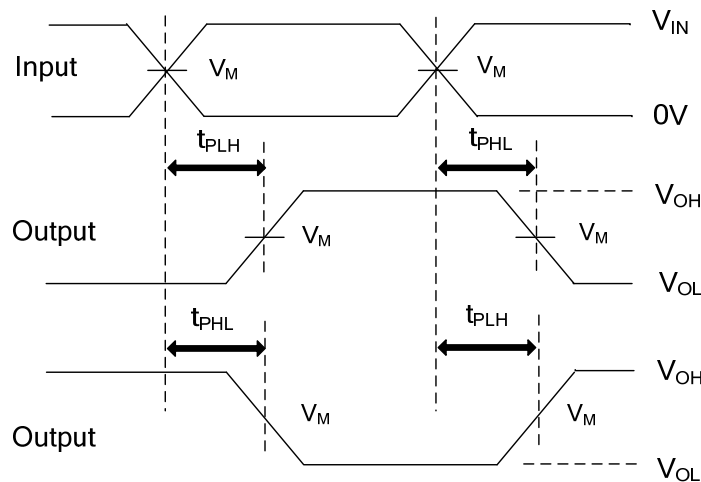 V_IN
Input V_M V_M
0V
t_PLH t_PHL
V_OH
Output V_M V_M
V_OL
t_PHL t_PLH
V_OH
Output V_M V_M
V_OL